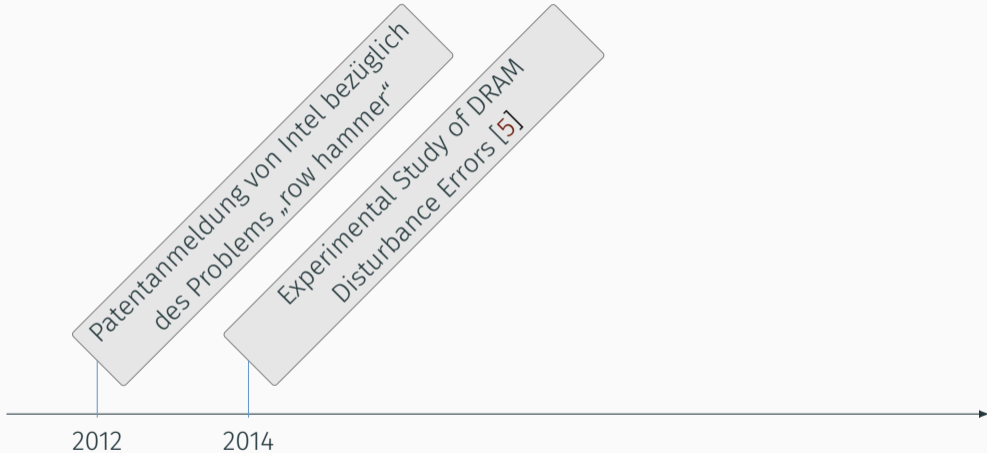 Patentanmeldung von Intel bezüglich
des Problems „row hammer“
Experimental Study of DRAM
Disturbance Errors [5]
2012
2014